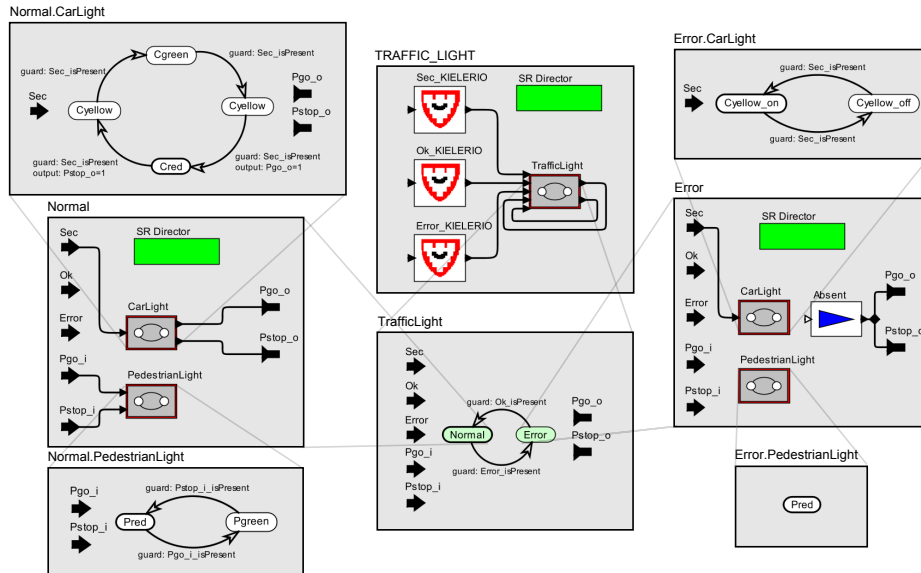 Normal.CarLight
Cgreen
guard: Sec_isPresent
guard: Sec_isPresent
Sec
Cyellow
Cyellow
Pgo_o
Pstop_o
guard: Sec_isPresent
output: Pstop_o=1
Cred
guard: Sec_isPresent
output: Pgo_o=1
TRAFFIC_LIGHT
Sec_KIELERIO
SR Director
Ok_KIELERIO
TrafficLight
Error_KIELERIO
Error.CarLight
guard: Sec_isPresent
Sec
Cyellow_on
Cyellow_off
guard: Sec_isPresent
Normal
Sec
SR Director
Ok
CarLight
Pgo_o
Error
Pstop_o
Pgo_i
PedestrianLight
Pstop_i
TrafficLight
Sec
Ok
guard: Ok_isPresent
Pgo_o
Error
Normal
Error
Pstop_o
Pgo_i
guard: Error_isPresent
Pstop_i
Error
Sec
SR Director
Ok
Pgo_o
CarLight
Absent
Error
Pstop_o
Pgo_i
PedestrianLight
Pstop_i
Normal.PedestrianLight
Pgo_i
guard: Pstop_i_isPresent
Pstop_i
Pred
Pgreen
guard: Pgo_i_isPresent
Error.PedestrianLight
Pred